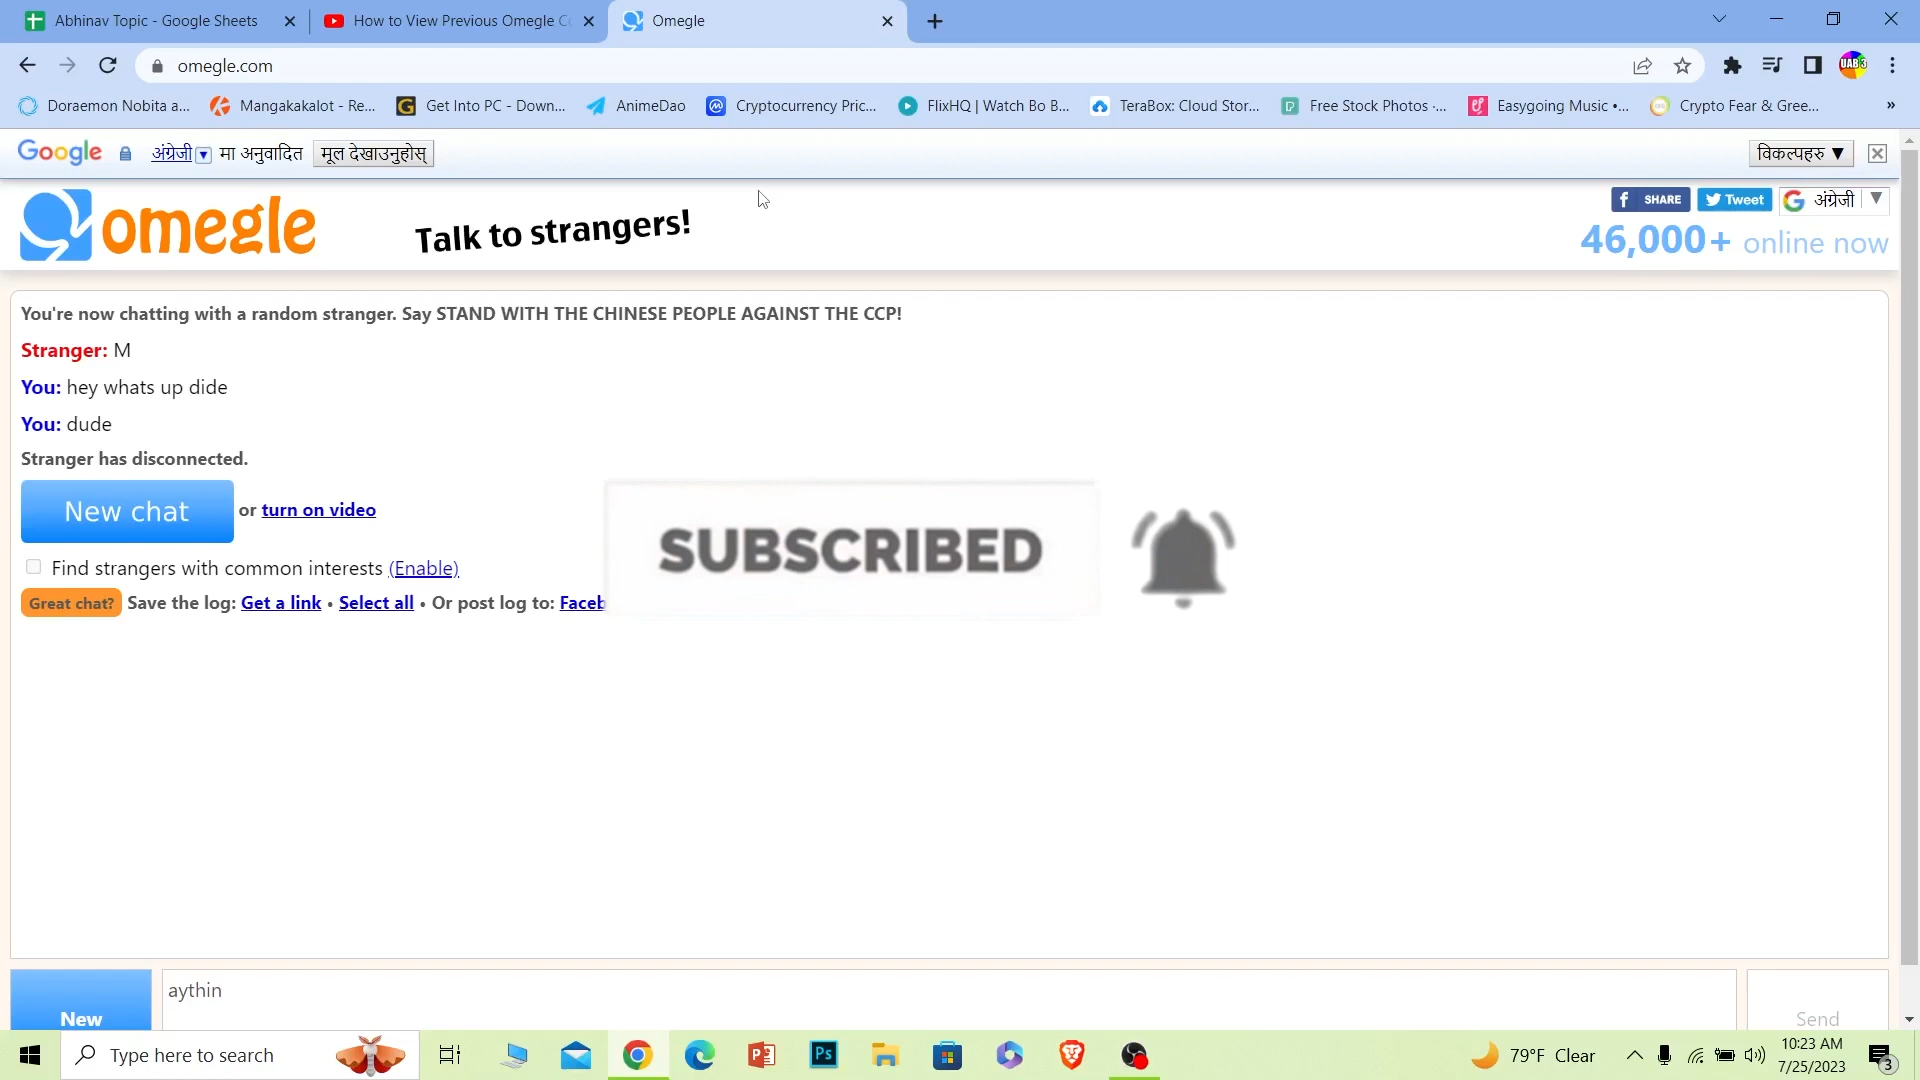 Abhinav Topic - Google Sheets
How to View Previous Omegle C
Omegle
omegle.com
UAB 3
Doraemon Nobita a...
Mangakakalot - Re...
Get Into PC - Down...
AnimeDao
Cryptocurrency Pric...
FlixHQ | Watch Bo B...
TeraBox: Cloud Stor...
Free Stock Photos ·...
Easygoing Music •...
Crypto Fear & Gree...
»
Google अंग्रेजी मा अनुवादित मूल देखाउनुहोस् विकल्पहरु ▼
omegle Talk to strangers!
SHARE Tweet अंग्रेजी ▼
46,000+ online now
You're now chatting with a random stranger. Say STAND WITH THE CHINESE PEOPLE AGAINST THE CCP!
Stranger: M
You: hey whats up dide
You: dude
Stranger has disconnected.
New chat or turn on video
SUBSCRIBED
Find strangers with common interests (Enable)
Great chat? Save the log: Get a link • Select all • Or post log to: Faceb
New
aythin
Send
Type here to search
Ps
79°F Clear
10:23 AM
7/25/2023
3